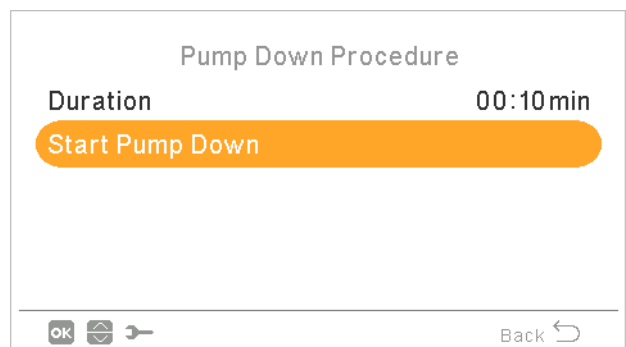 Pump Down Procedure
Duration 00:10min
Start Pump Down
OK Back